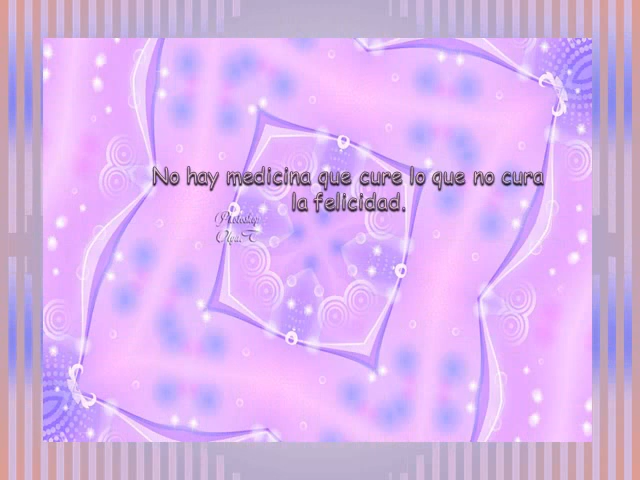 No hay medicina que cure lo que no cura
la felicidad.